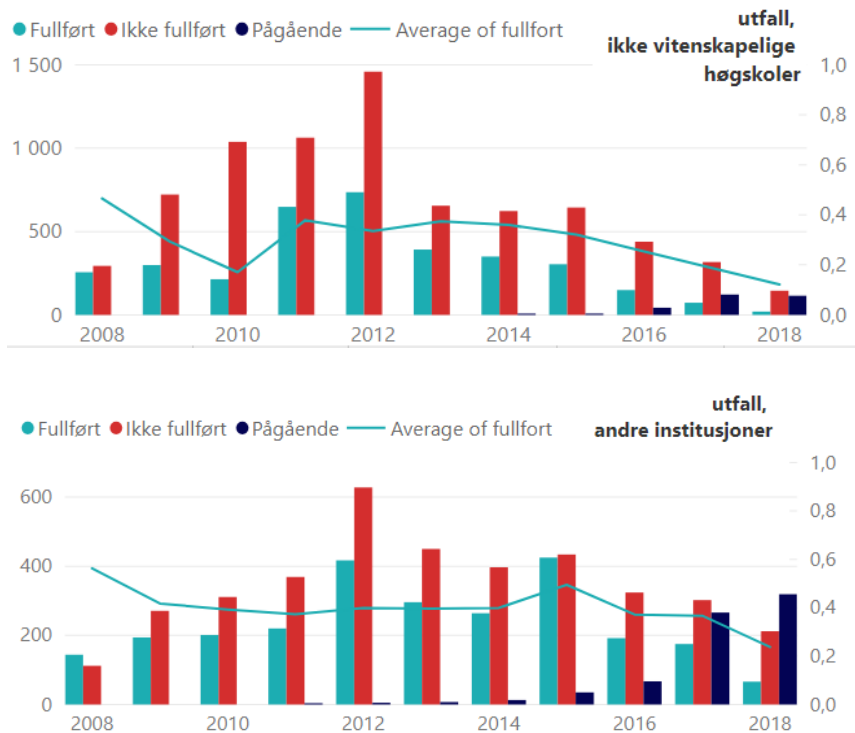 utfall,
ikke vitenskapelige
høgskoler
Fullført Ikke fullført Pågående Average of fullfort
1 500
1 000
500
0
1,0
0,8
0,6
0,4
0,2
0,0
2008 2010 2012 2014 2016 2018
utfall,
andre institusjoner
Fullført Ikke fullført Pågående Average of fullfort
600
400
200
0
1,0
0,8
0,6
0,4
0,2
0,0
2008 2010 2012 2014 2016 2018